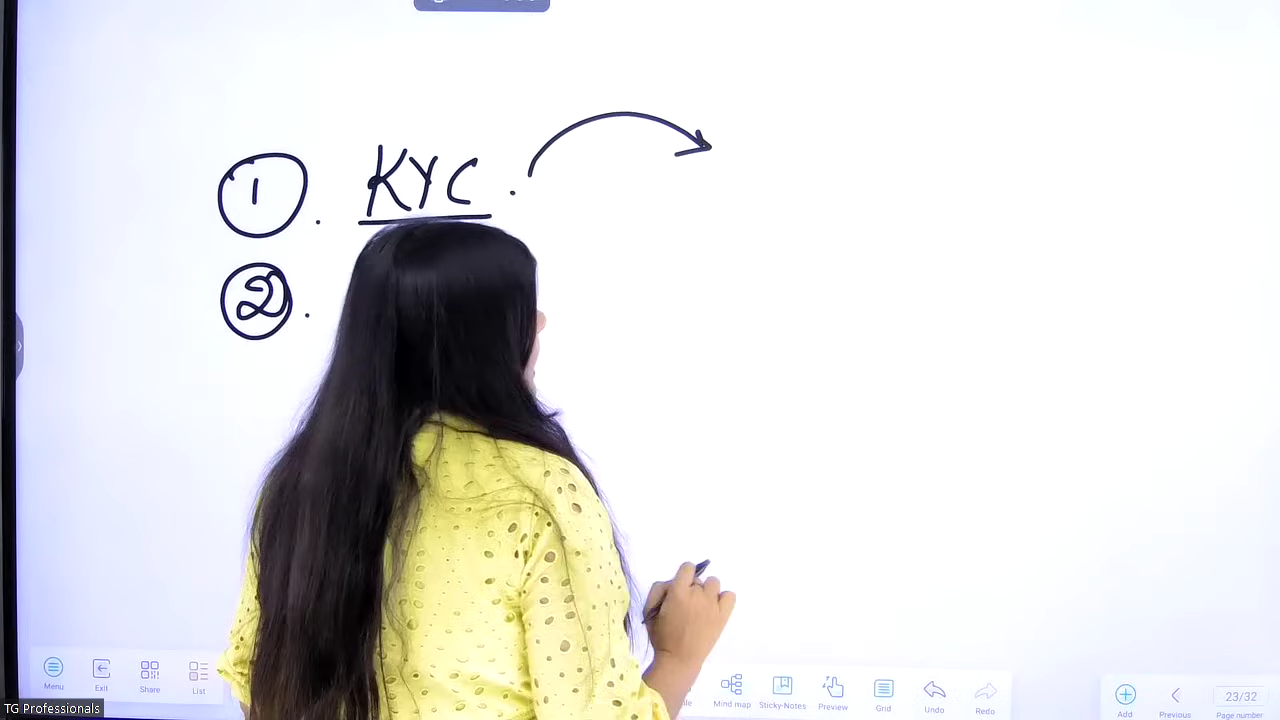 ① . KYC .
② .
Menu Exit Share List Mind map Sticky-Notes Preview Grid Undo Redo Add Previous 23/32 Page number
TG Professionals